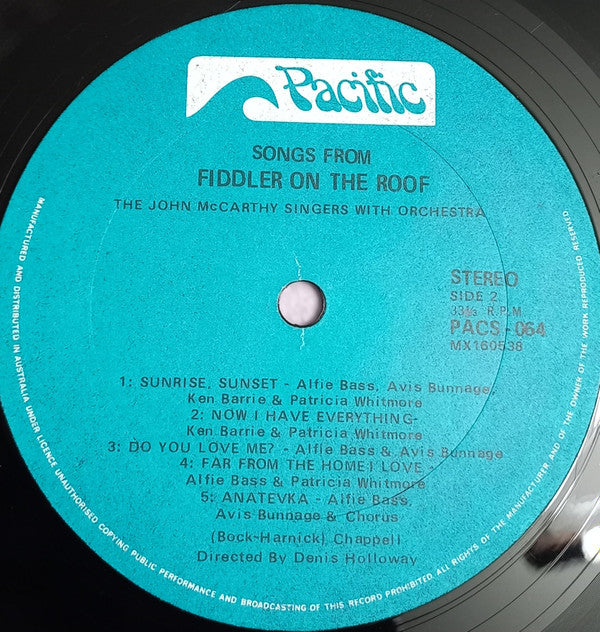 Pacific
SONGS FROM
FIDDLER ON THE ROOF
THE JOHN McCARTHY SINGERS WITH ORCHESTRA
STEREO
SIDE 2
33⅓ R.P.M
PACS - 064
MX160538
1: SUNRISE, SUNSET - Alfie Bass, Avis Bunnage,
Ken Barrie & Patricia Whitmore
2: NOW I HAVE EVERYTHING-
Ken Barrie & Patricia Whitmore
3: DO YOU LOVE ME? - Alfie Bass & Avis Bunnage
4: FAR FROM THE HOME I LOVE -
Alfie Bass & Patricia Whitmore
5: ANATEVKA - Alfie Bass,
Avis Bunnage & Chorus
(Bock-Harnick) Chappell
Directed By Denis Holloway
MANUFACTURED AND DISTRIBUTED IN AUSTRALIA UNDER LICENCE UNAUTHORISED COPYING PUBLIC PERFORMANCE AND BROADCASTING OF THIS RECORD PROHIBITED. ALL RIGHTS OF THE MANUFACTURER AND OF THE OWNER OF THE WORK REPRODUCED RESERVED